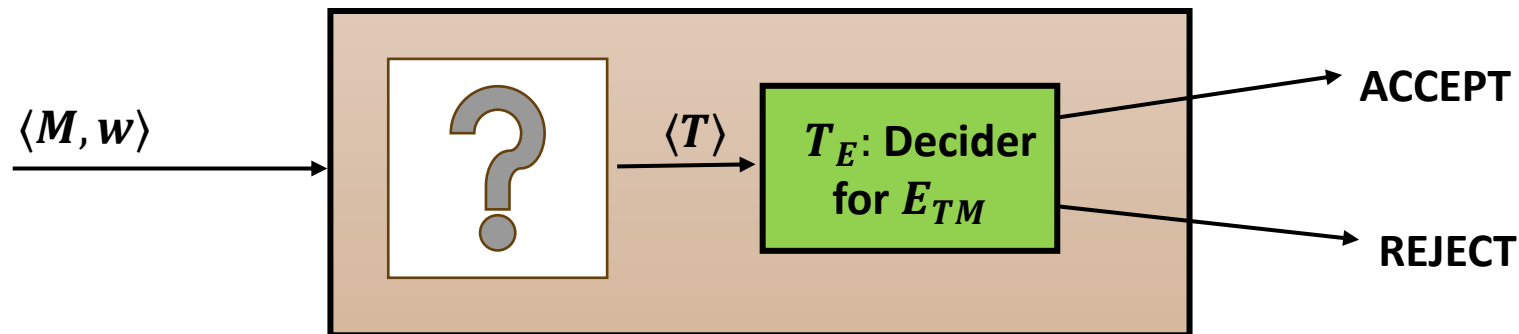 ⟨M, w⟩
⟨T⟩
T_E: Decider
for E_TM
ACCEPT
REJECT